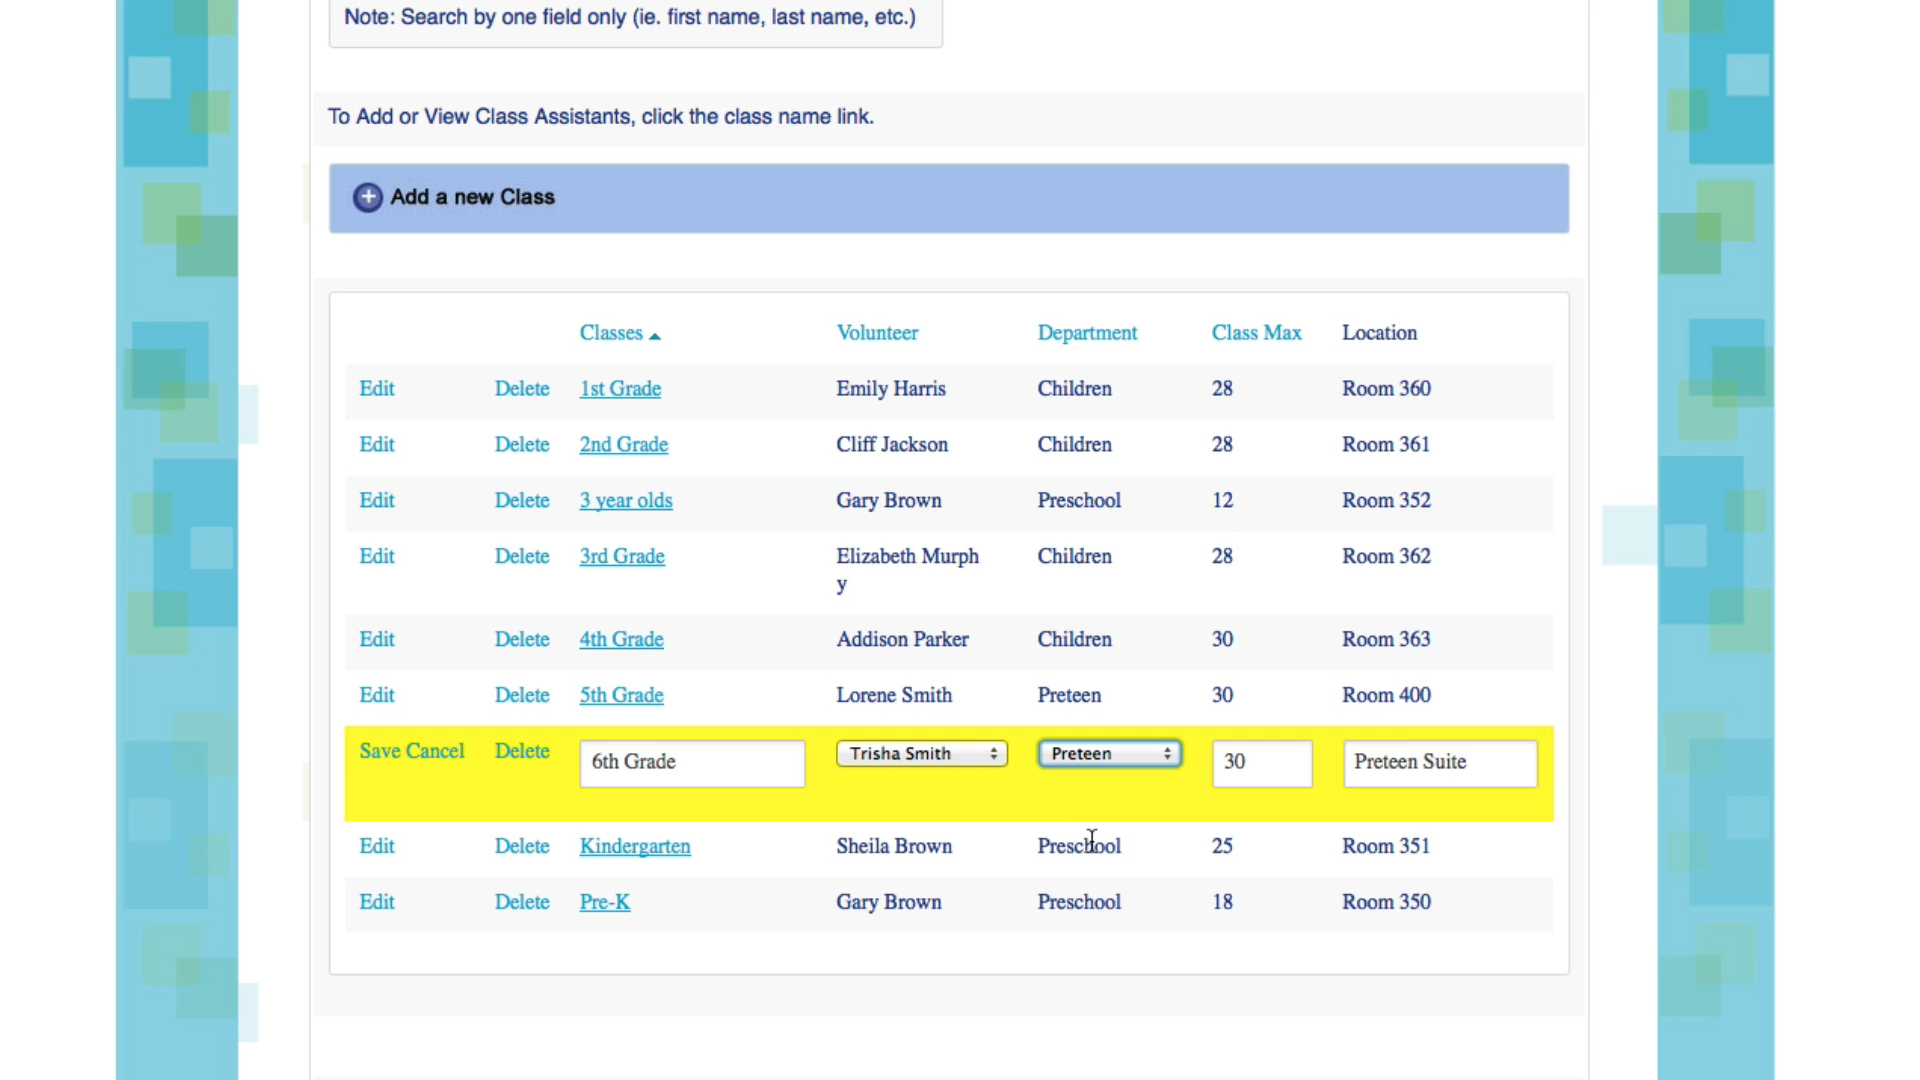 Note: Search by one field only (ie. first name, last name, etc.)
To Add or View Class Assistants, click the class name link.
Add a new Class
Classes Volunteer Department Class Max Location
Edit Delete 1st Grade Emily Harris Children 28 Room 360
Edit Delete 2nd Grade Cliff Jackson Children 28 Room 361
Edit Delete 3 year olds Gary Brown Preschool 12 Room 352
Edit Delete 3rd Grade Elizabeth Murph Children 28 Room 362
y
Edit Delete 4th Grade Addison Parker Children 30 Room 363
Edit Delete 5th Grade Lorene Smith Preteen 30 Room 400
Save Cancel Delete 6th Grade Trisha Smith Preteen 30 Preteen Suite
Edit Delete Kindergarten Sheila Brown Preschool 25 Room 351
Edit Delete Pre-K Gary Brown Preschool 18 Room 350